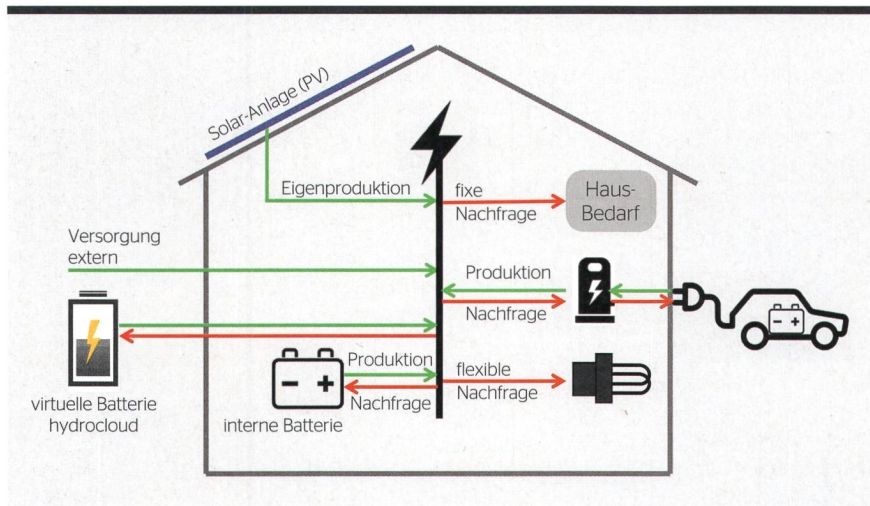 Solar-Anlage (PV)
Eigenproduktion
fixe
Nachfrage
Haus-
Bedarf
Versorgung
extern
Produktion
Nachfrage
Produktion
Nachfrage
flexible
Nachfrage
virtuelle Batterie
hydrocloud
interne Batterie